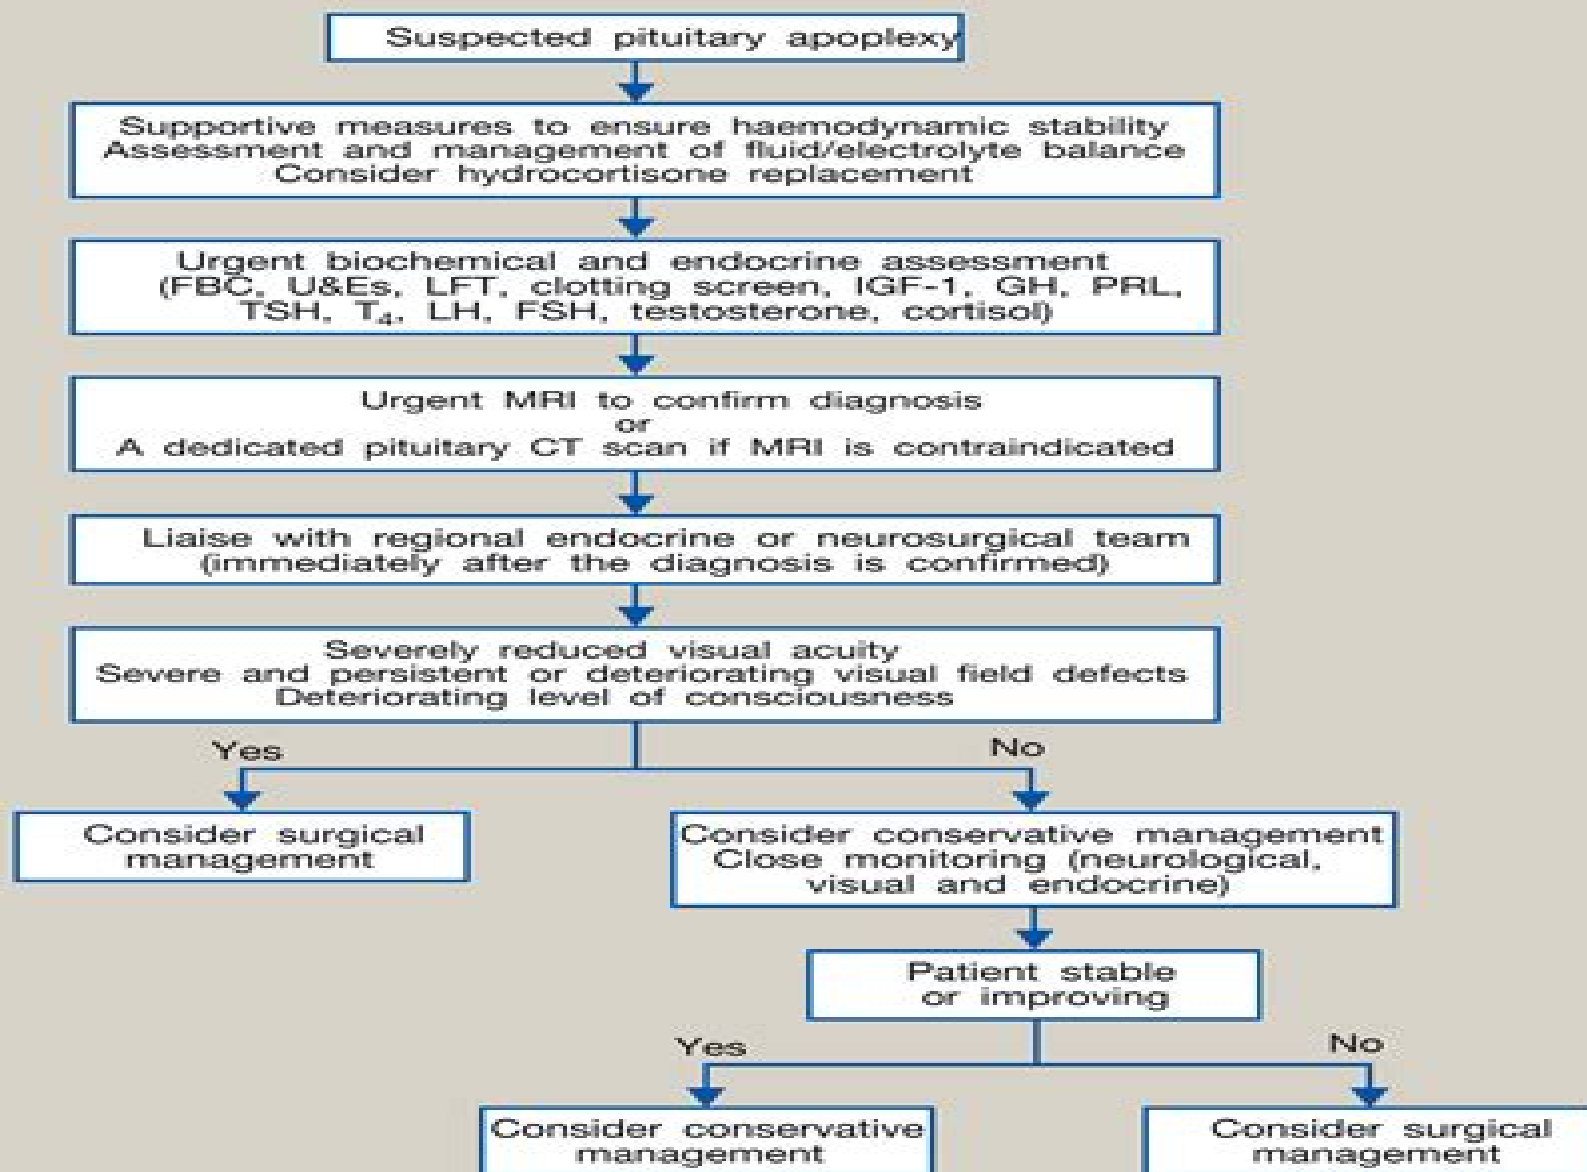 Suspected pituitary apoplexy
Supportive measures to ensure haemodynamic stability
Assessment and management of fluid/electrolyte balance
Consider hydrocortisone replacement
Urgent biochemical and endocrine assessment
(FBC, U&Es, LFT, clotting screen, IGF-1, GH, PRL,
TSH, T₄, LH, FSH, testosterone, cortisol)
Urgent MRI to confirm diagnosis
or
A dedicated pituitary CT scan if MRI is contraindicated
Liaise with regional endocrine or neurosurgical team
(immediately after the diagnosis is confirmed)
Severely reduced visual acuity
Severe and persistent or deteriorating visual field defects
Deteriorating level of consciousness
Yes
No
Consider surgical
management
Consider conservative management
Close monitoring (neurological,
visual and endocrine)
Patient stable
or improving
Yes
No
Consider conservative
management
Consider surgical
management